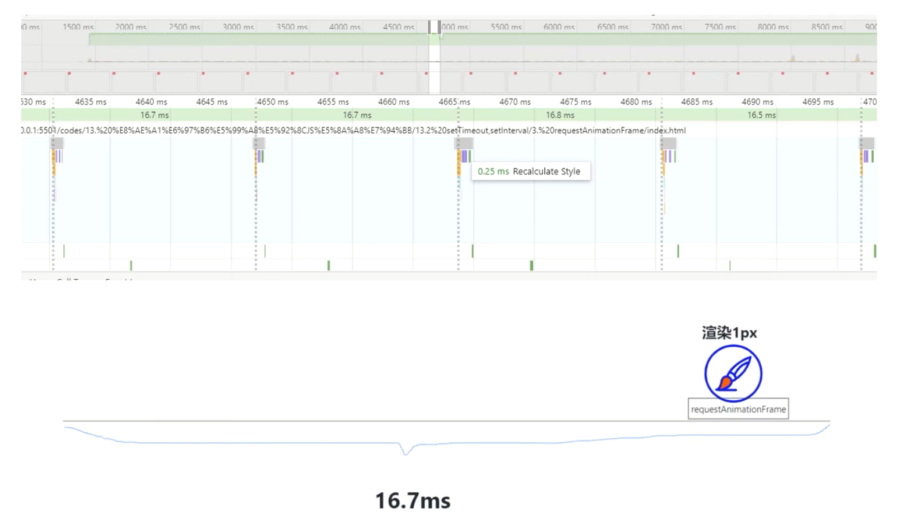 0 ms 1500 ms 2000 ms 2500 ms 3000 ms 3500 ms 4000 ms 4500 ms 000 ms 5500 ms 6000 ms 6500 ms 7000 ms 7500 ms 8000 ms 8500 ms 900
330 ms 4635 ms 4640 ms 4645 ms 4650 ms 4655 ms 4660 ms 4665 ms 4670 ms 4675 ms 4680 ms 4685 ms 4690 ms 4695 ms 470
16.7 ms 16.7 ms 16.8 ms 16.5 ms
0.0.1:5501/codes/13.%20%E8%AE%A1%E6%97%B6%E5%99%A8%E5%92%8CJS%E5%8A%A8%E7%94%BB/13.2%20setTimeout,setInterval/3.%20requestAnimationFrame/index.html
0.25 ms Recalculate Style
渲染1px
requestAnimationFrame
16.7ms